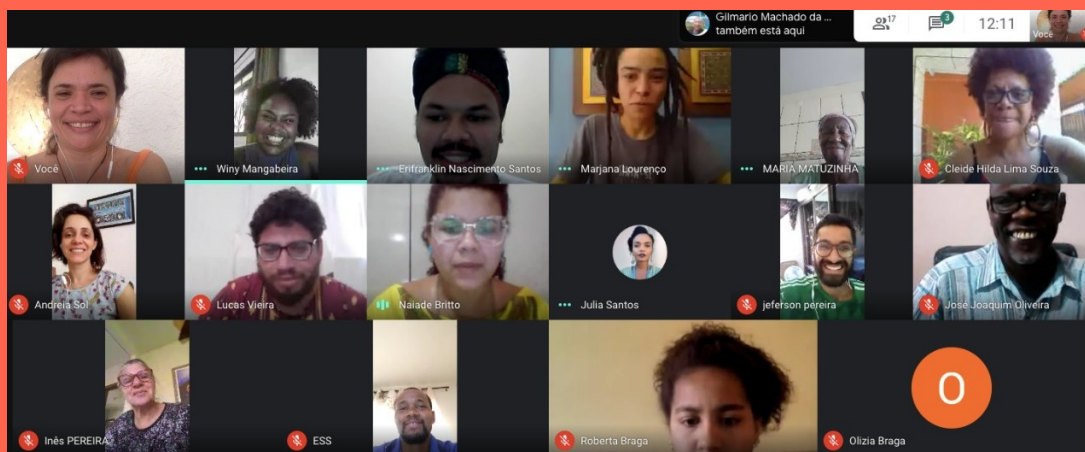 Gilmario Machado da ...
também está aqui
17
3
12:11
Você
Você
Winy Mangabeira
Erifranklin Nascimento Santos
Marjana Lourenço
MARIA MATUZINHA
Cleide Hilda Lima Souza
Andreia Sol
Lucas Vieira
Naiade Britto
Julia Santos
jeferson pereira
José Joaquim Oliveira
Inês PEREIRA
ESS
Roberta Braga
O
Olizia Braga